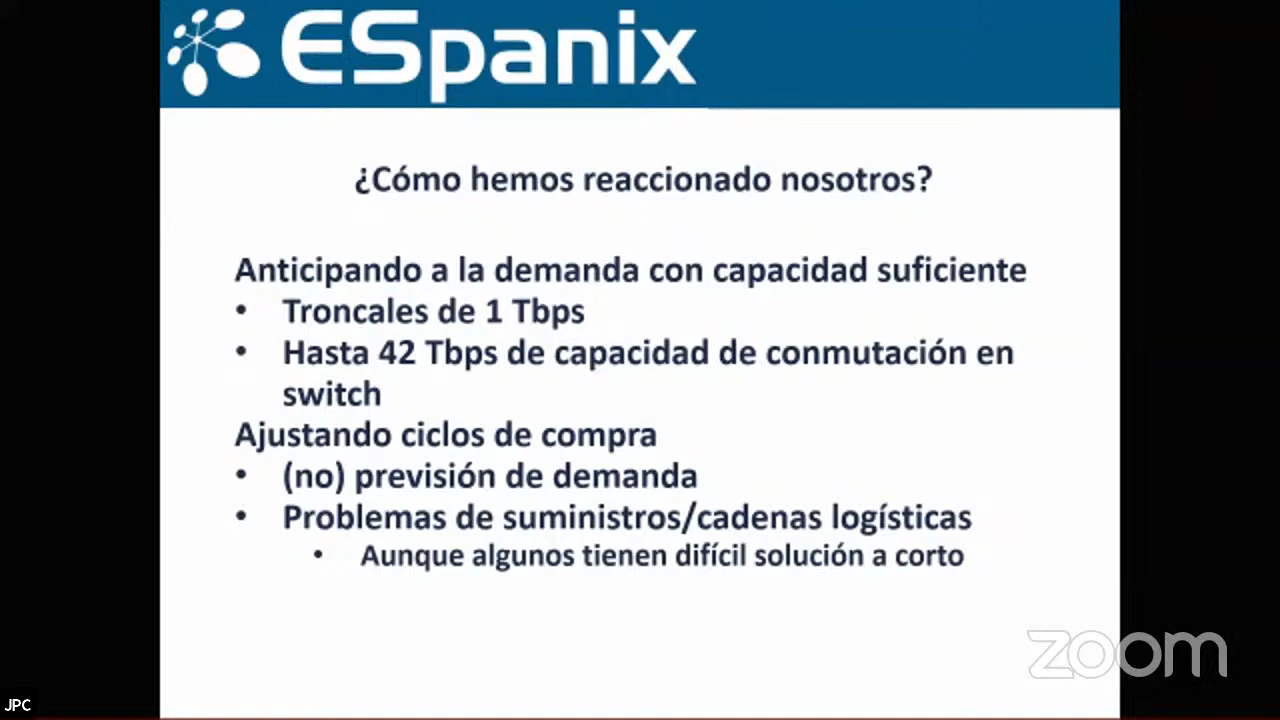 ESpanix
¿Cómo hemos reaccionado nosotros?
Anticipando a la demanda con capacidad suficiente
• Troncales de 1 Tbps
• Hasta 42 Tbps de capacidad de conmutación en
switch
Ajustando ciclos de compra
• (no) previsión de demanda
• Problemas de suministros/cadenas logísticas
• Aunque algunos tienen difícil solución a corto
zoom
JPC